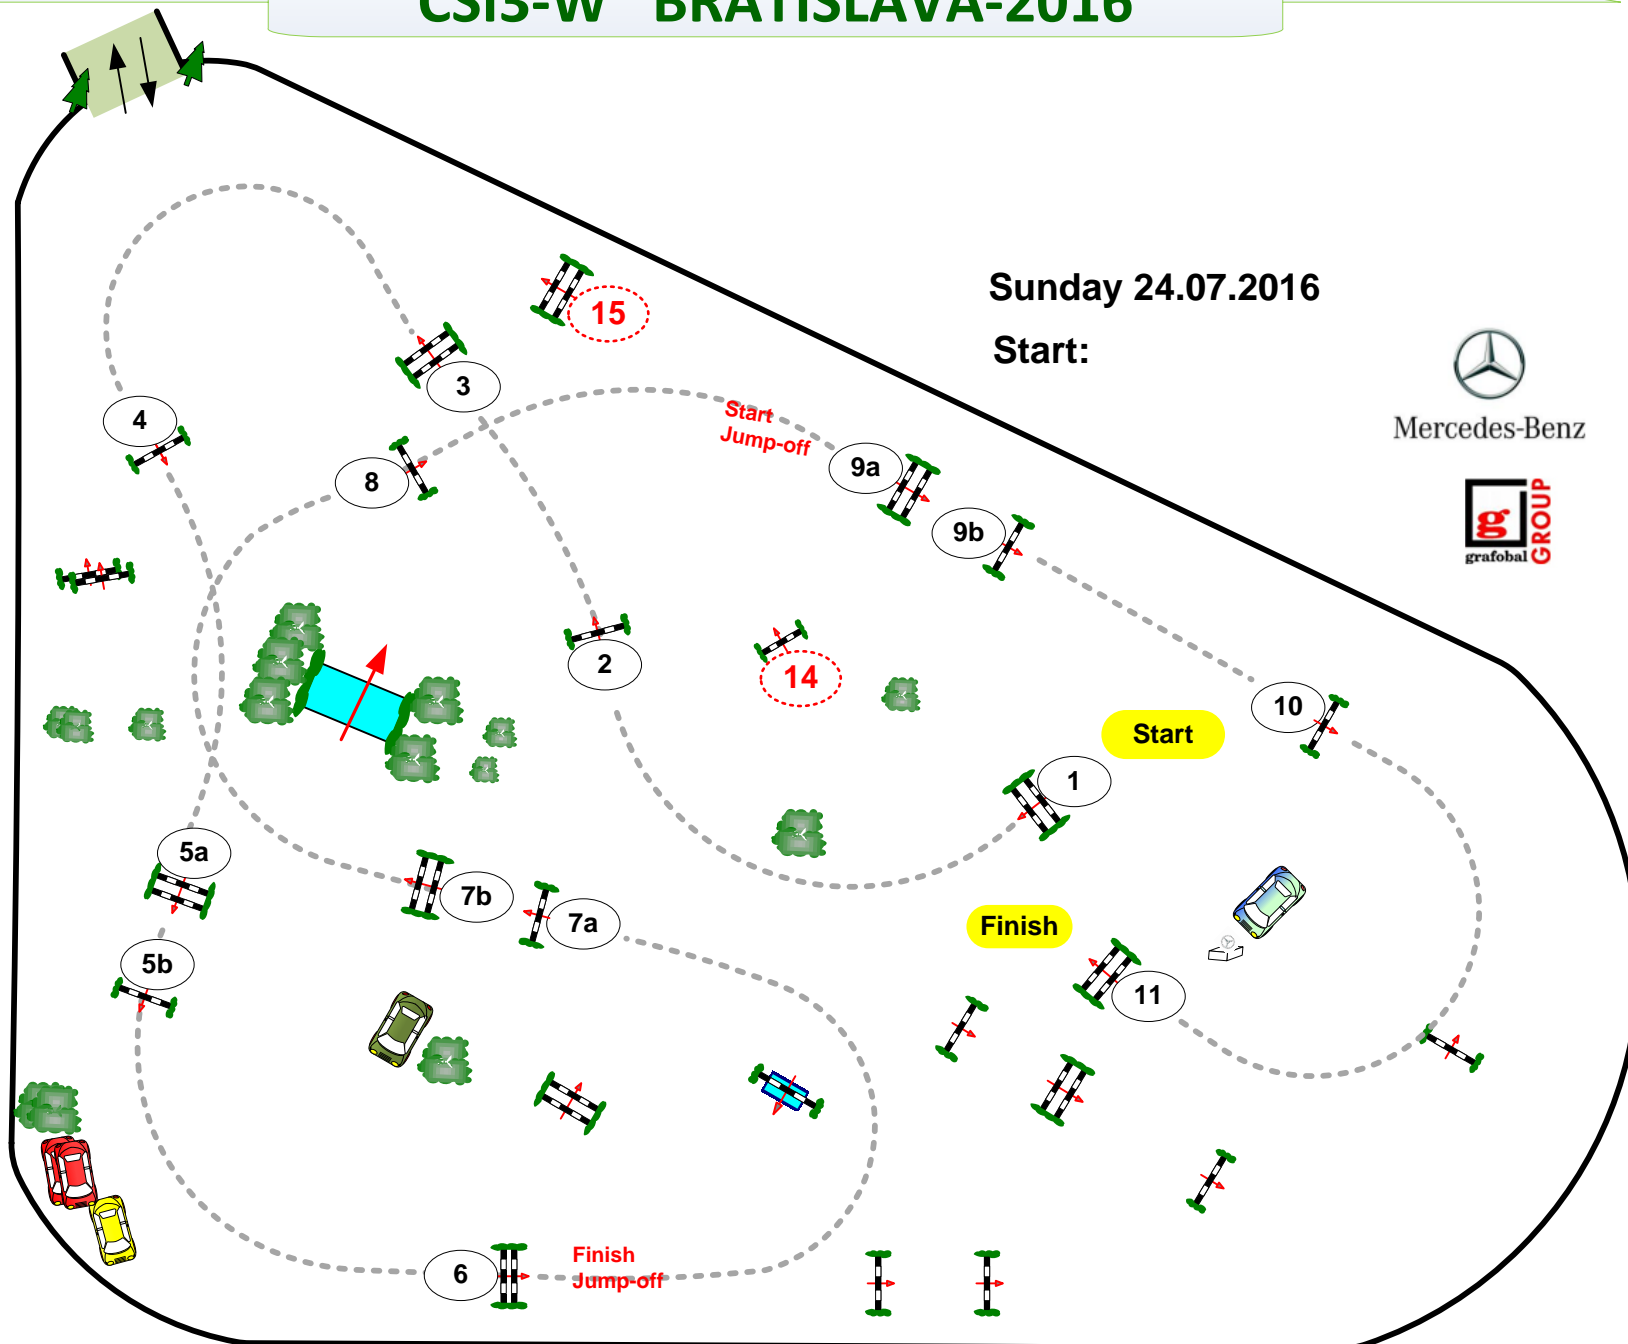 CSI3-W BRATISLAVA-2016
15
Sunday 24.07.2016
Start:
3
Mercedes-Benz
4
Start
Jump-off
8
9a
9b
g
grafobal
GROUP
2
14
10
Start
1
5a
7b
7a
Finish
5b
11
6
Finish
Jump-off